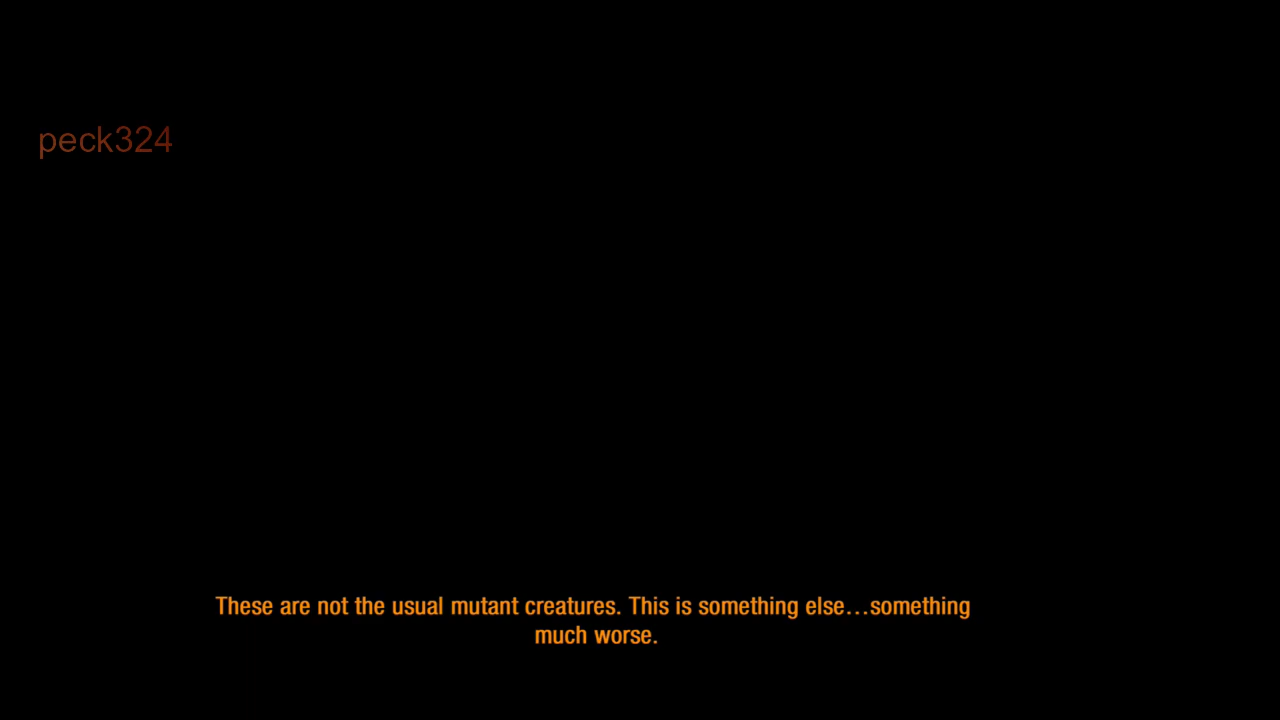 peck324
These are not the usual mutant creatures. This is something else…something
much worse.